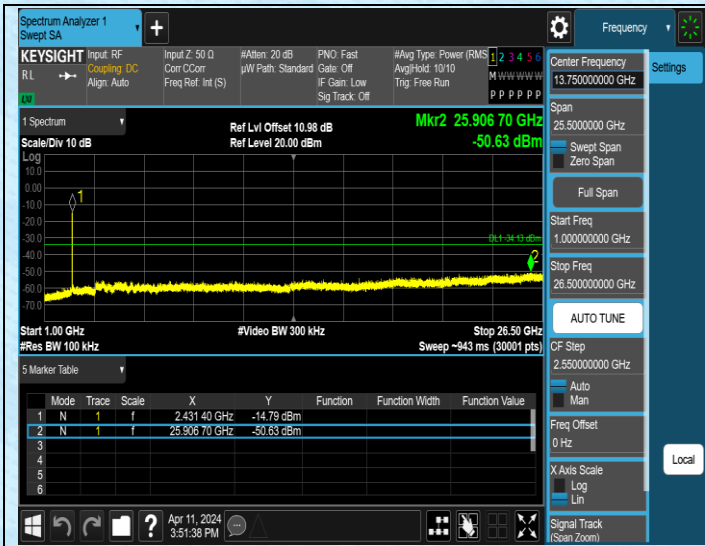 Spectrum Analyzer 1
Swept SA
+
Frequency
KEYSIGHT
RL
LXI
Input: RF
Coupling: DC
Align: Auto
Input Z: 50 Ω
Corr CCorr
Freq Ref: Int (S)
#Atten: 20 dB
µW Path: Standard
PNO: Fast
Gate: Off
IF Gain: Low
Sig Track: Off
#Avg Type: Power (RMS
Avg|Hold: 10/10
Trig: Free Run
1 2 3 4 5 6
M W W W W W
P P P P P P
Center Frequency
13.750000000 GHz
Settings
1 Spectrum
Scale/Div 10 dB
Ref Lvl Offset 10.98 dB
Ref Level 20.00 dBm
Mkr2 25.906 70 GHz
-50.63 dBm
Log
10.0
0.00
-10.0
-20.0
-30.0
-40.0
-50.0
-60.0
-70.0
1
DL1 -34.13 dBm
2
Start 1.00 GHz
#Res BW 100 kHz
#Video BW 300 kHz
Stop 26.50 GHz
Sweep ~943 ms (30001 pts)
Span
25.5000000 GHz
Swept Span
Zero Span
Full Span
Start Freq
1.000000000 GHz
Stop Freq
26.500000000 GHz
AUTO TUNE
CF Step
2.550000000 GHz
Auto
Man
Freq Offset
0 Hz
X Axis Scale
Log
Lin
Signal Track
(Span Zoom)
Local
5 Marker Table
Mode Trace Scale X Y Function Function Width Function Value
1 N 1 f 2.431 40 GHz -14.79 dBm
2 N 1 f 25.906 70 GHz -50.63 dBm
3
4
5
6
?
Apr 11, 2024
3:51:38 PM